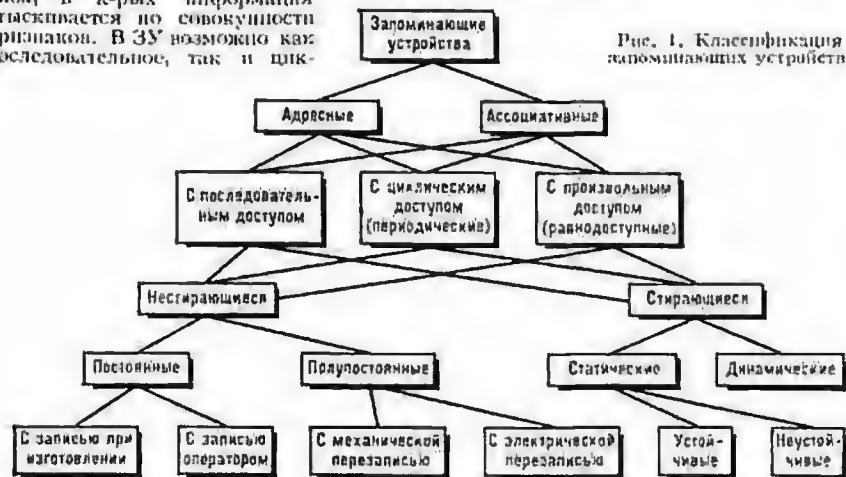 в к-рых информация
отыскивается по совокупности
признаков. В ЗУ возможно как
последовательное, так и цик-
Рис. 1. Классификация
запоминающих устройств
Запоминающие
устройства
Адресные
Ассоциативные
С последователь-
ным доступом
С циклическим
доступом
(периодические)
С произвольным
доступом
(равнодоступные)
Нестирающиеся
Стирающиеся
Постоянные
Полупостоянные
Статические
Динамические
С записью при
изготовлении
С записью
оператором
С механической
перезаписью
С электрической
перезаписью
Устой-
чивые
Неустой-
чивые